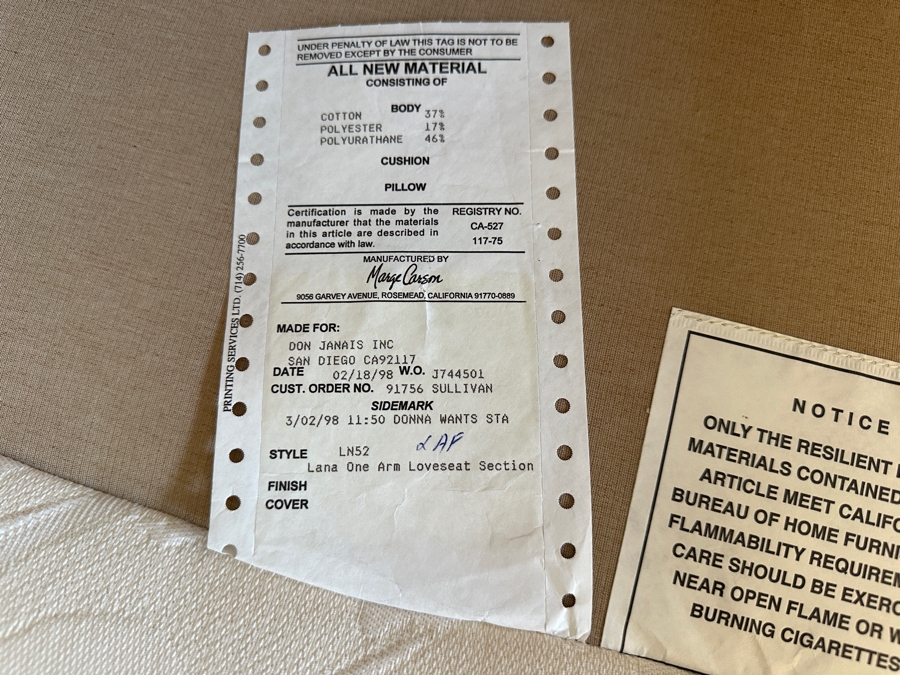 UNDER PENALTY OF LAW THIS TAG IS NOT TO BE
REMOVED EXCEPT BY THE CONSUMER
ALL NEW MATERIAL
CONSISTING OF
BODY
COTTON 37%
POLYESTER 17%
POLYURATHANE 46%
CUSHION
PILLOW
Certification is made by the
manufacturer that the materials
in this article are described in
accordance with law.
REGISTRY NO.
CA-527
117-75
MANUFACTURED BY
Marge Carson
9056 GARVEY AVENUE, ROSEMEAD, CALIFORNIA 91770-0889
MADE FOR:
DON JANAIS INC
SAN DIEGO CA92117
DATE 02/18/98 W.O. J744501
CUST. ORDER NO. 91756 SULLIVAN
SIDEMARK
3/02/98 11:50 DONNA WANTS STA
LAF
STYLE LN52
Lana One Arm Loveseat Section
FINISH
COVER
PRINTING SERVICES LTD. (714) 256-7700
NOTICE
ONLY THE RESILIENT
MATERIALS CONTAINED
ARTICLE MEET
BUREAU OF HOME
FLAMMABILITY
CARE SHOULD BE
NEAR OPEN FLAME OR
BURNING CIGARETTES